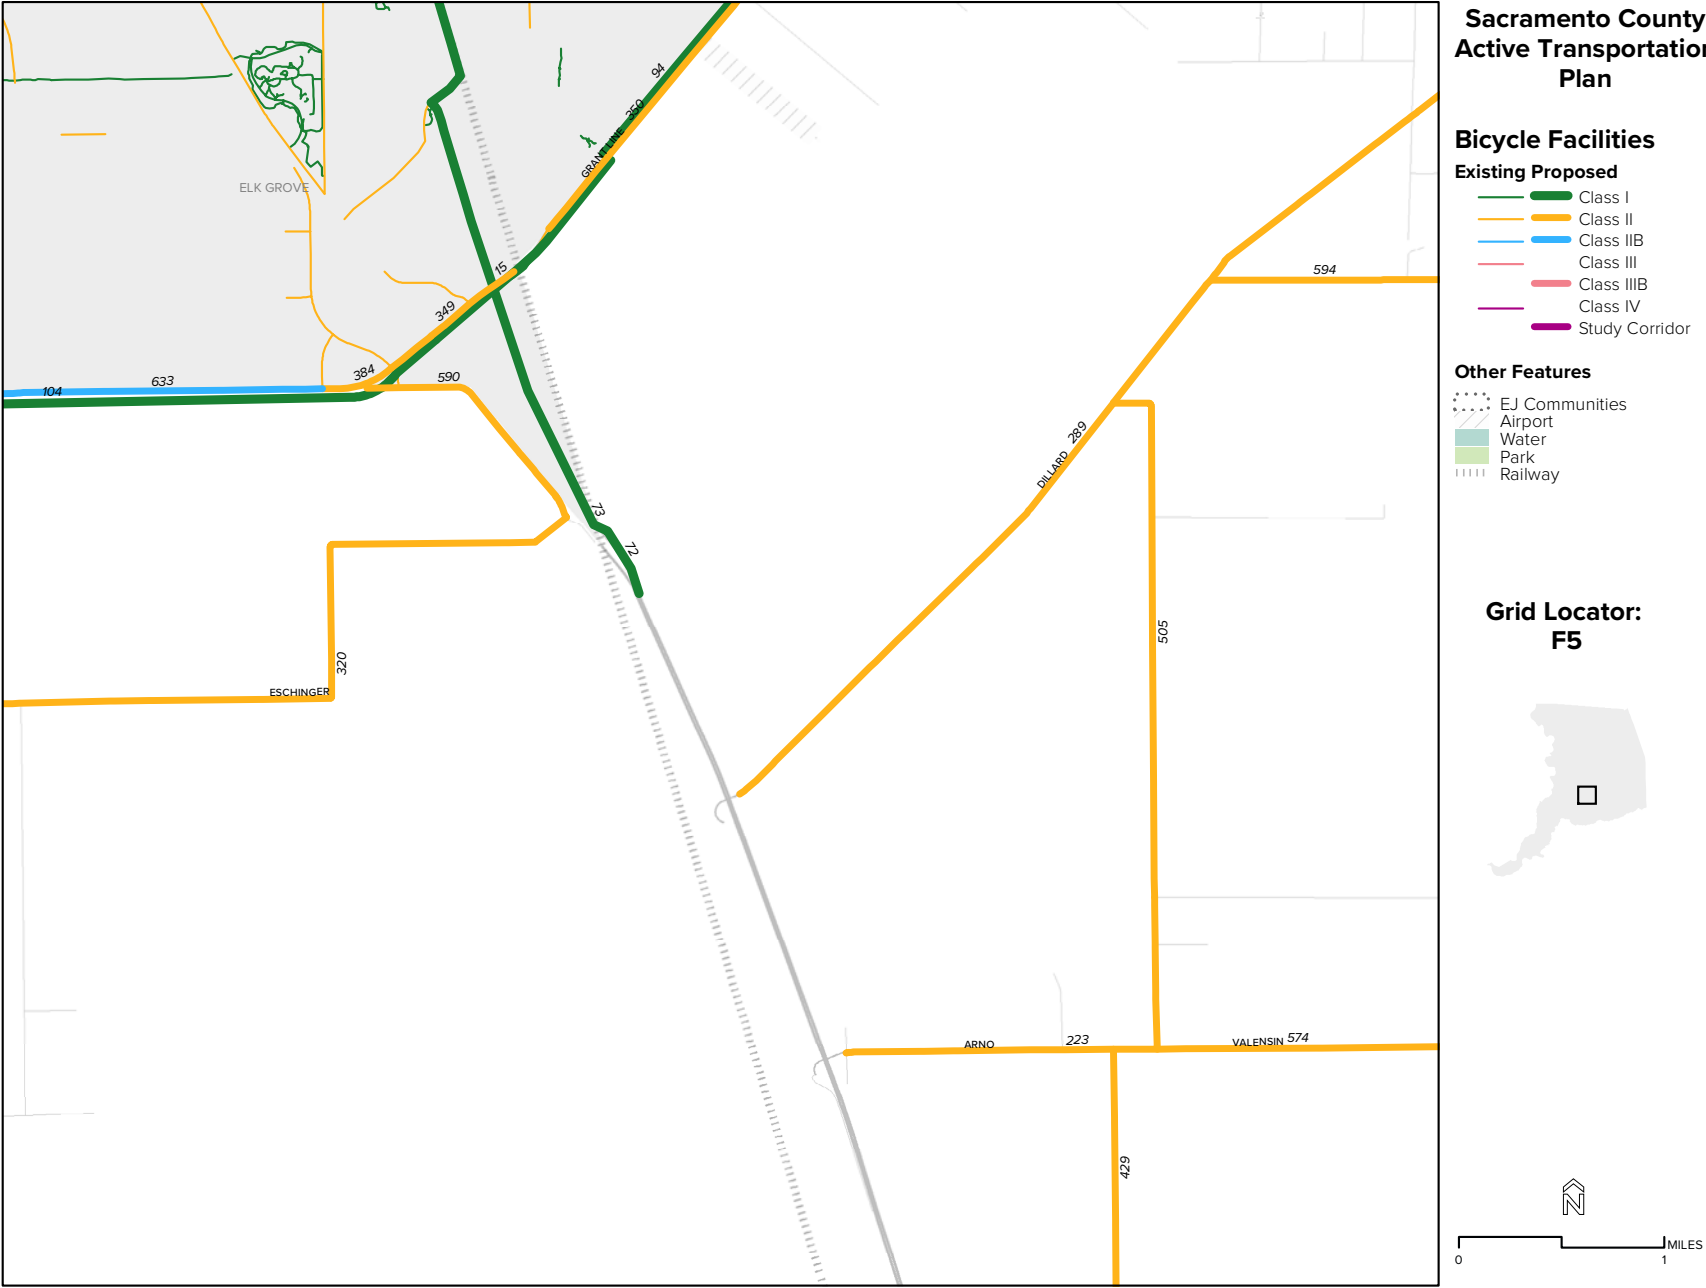 Sacramento County
Active Transportation
Plan
Bicycle Facilities
Existing Proposed
Class I
Class II
Class IIB
Class III
Class IIIB
Class IV
Study Corridor
Other Features
EJ Communities
Airport
Water
Park
Railway
Grid Locator:
F5
N
0 1 MILES
94
350
GRANT LINE
ELK GROVE
15
594
349
384
633
590
104
289
DILLARD
73
72
505
320
ESCHINGER
ARNO 223 VALENSIN 574
429